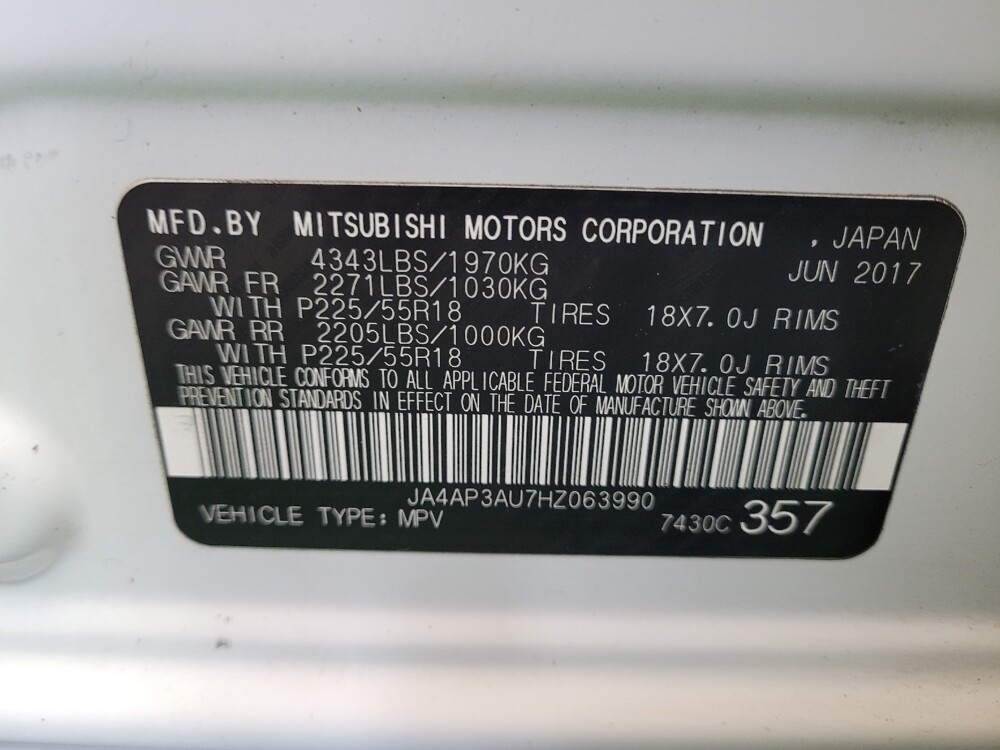 MFD.BY MITSUBISHI MOTORS CORPORATION , JAPAN
GVWR 4343LBS/1970KG JUN 2017
GAWR FR 2271LBS/1030KG
WITH P225/55R18 TIRES 18X7.0J RIMS
GAWR RR 2205LBS/1000KG
WITH P225/55R18 TIRES 18X7.0J RIMS
THIS VEHICLE CONFORMS TO ALL APPLICABLE FEDERAL MOTOR VEHICLE SAFETY AND THEFT
PREVENTION STANDARDS IN EFFECT ON THE DATE OF MANUFACTURE SHOWN ABOVE.
JA4AP3AU7HZ063990
VEHICLE TYPE: MPV 7430C 357